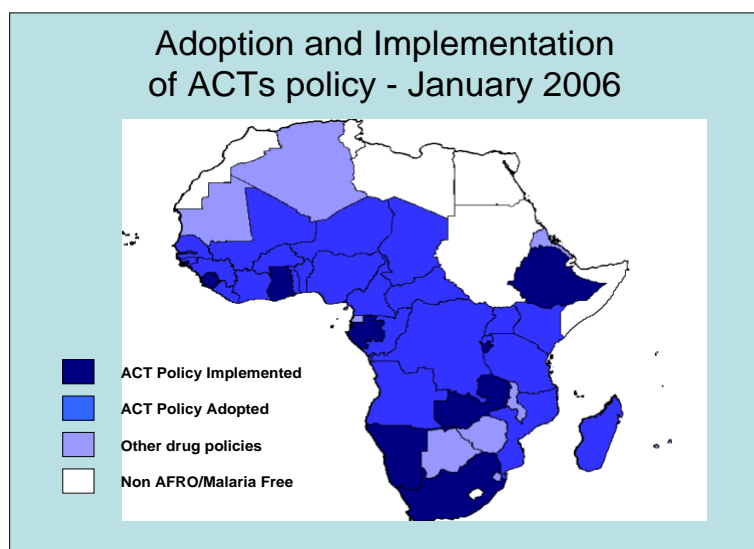 Adoption and Implementation
of ACTs policy - January 2006
ACT Policy Implemented
ACT Policy Adopted
Other drug policies
Non AFRO/Malaria Free